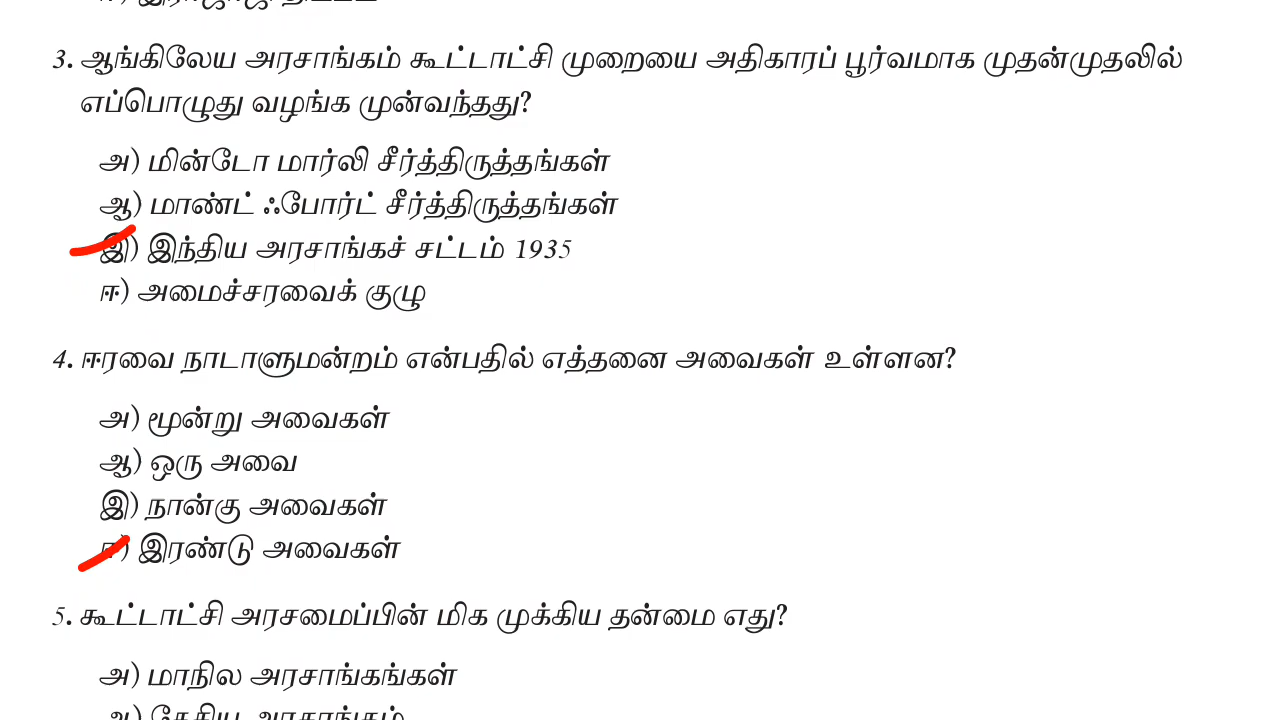 3. ஆங்கிலேய அரசாங்கம் கூட்டாட்சி முறையை அதிகாரப் பூர்வமாக முதன்முதலில்
எப்பொழுது வழங்க முன்வந்தது?
அ) மின்டோ மார்லி சீர்த்திருத்தங்கள்
ஆ) மாண்ட் ஃபோர்ட் சீர்த்திருத்தங்கள்
இ) இந்திய அரசாங்கச் சட்டம் 1935
ஈ) அமைச்சரவைக் குழு
4. ஈரவை நாடாளுமன்றம் என்பதில் எத்தனை அவைகள் உள்ளன?
அ) மூன்று அவைகள்
ஆ) ஒரு அவை
இ) நான்கு அவைகள்
ஈ) இரண்டு அவைகள்
5. கூட்டாட்சி அரசமைப்பின் மிக முக்கிய தன்மை எது?
அ) மாநில அரசாங்கங்கள்